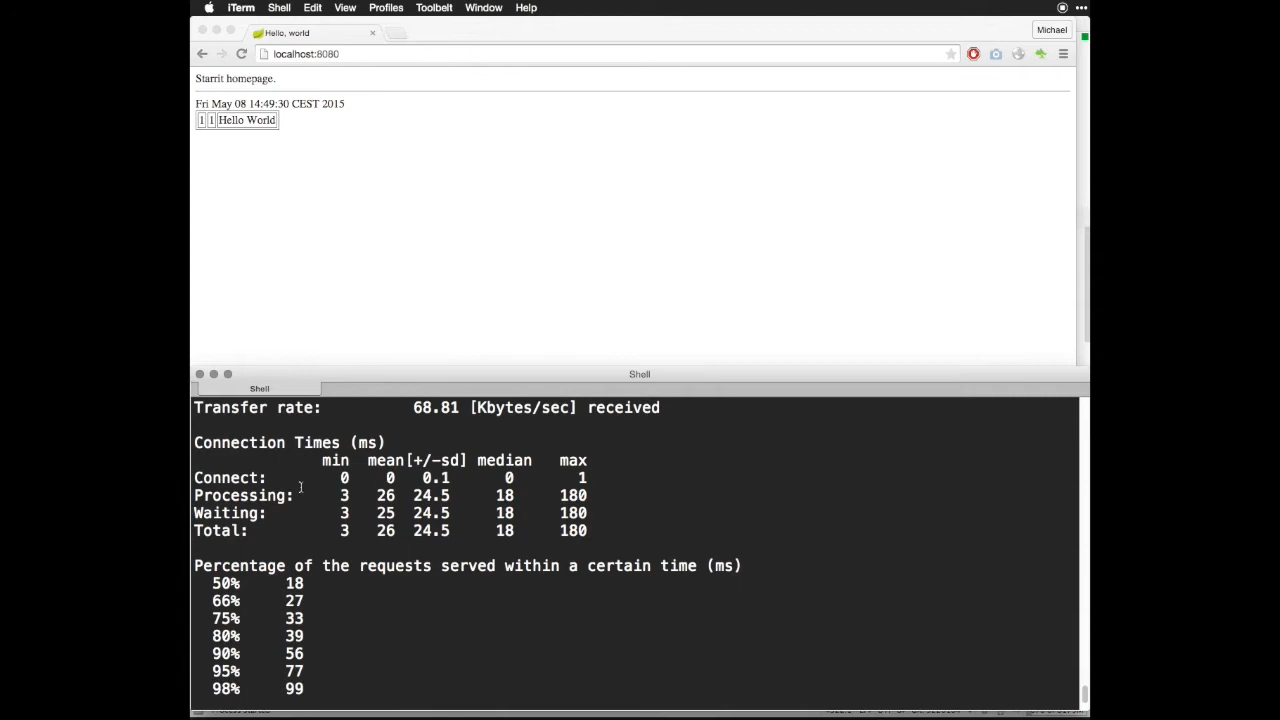 iTerm Shell Edit View Profiles Toolbelt Window Help
Hello, world
Michael
localhost:8080
Starrit homepage.
Fri May 08 14:49:30 CEST 2015
1 1 Hello World
Shell
Shell
Transfer rate: 68.81 [Kbytes/sec] received
Connection Times (ms)
min mean[+/-sd] median max
Connect: 0 0 0.1 0 1
Processing: 3 26 24.5 18 180
Waiting: 3 25 24.5 18 180
Total: 3 26 24.5 18 180
Percentage of the requests served within a certain time (ms)
50% 18
66% 27
75% 33
80% 39
90% 56
95% 77
98% 99